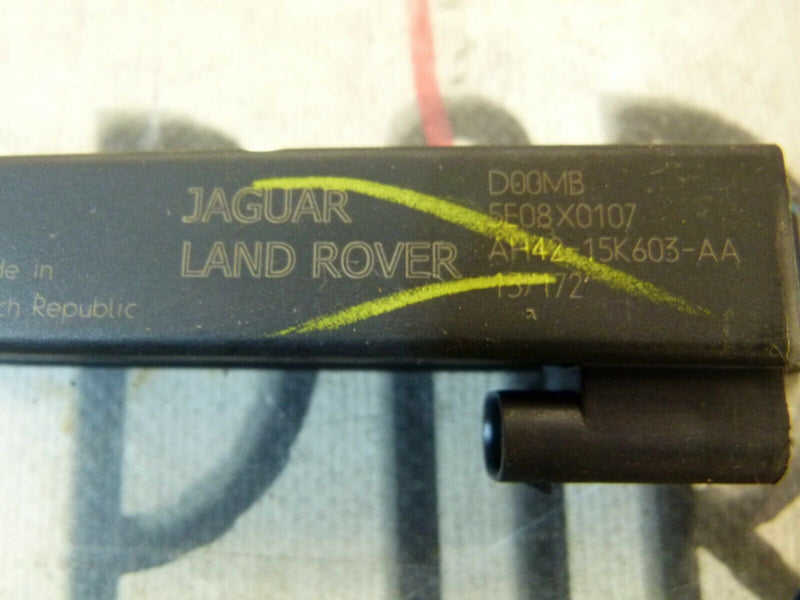 JAGUAR
LAND ROVER
de in
ch Republic
D00MB
5E08X0107
AH42-15K603-AA
13/172